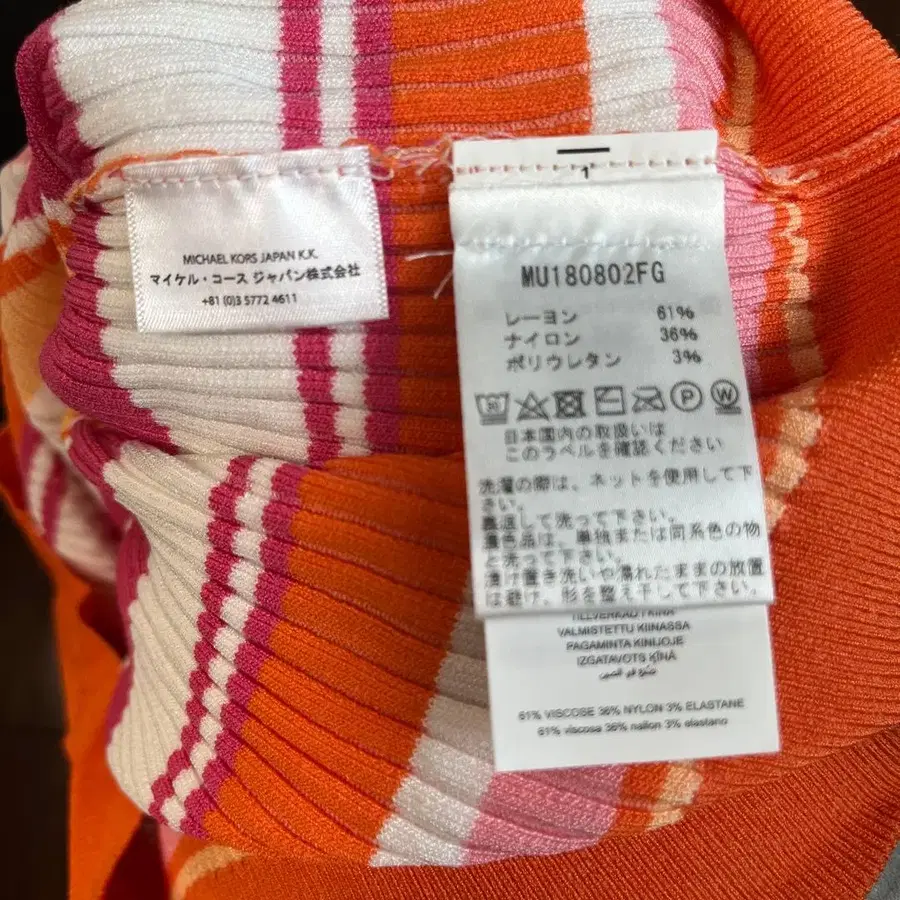 MICHAEL KORS JAPAN K.K.
マイケル・コース ジャパン株式会社
+81 (0)3 5772 4611
MU180802FG
レーヨン 61%
ナイロン 36%
ポリウレタン 3%
30
P
W
日本国内の取扱いは
このラベルを確認ください
洗濯の際は、ネットを使用して下
さい。
裏返して洗って下さい。
濃色品は、単独または同系色の物
と洗って下さい。
漬け置き洗いや濡れたままの放置
は避け、形を整え干して下さい。
TILLVERKAD I KINA
VALMISTETTU KIINASSA
PAGAMINTA KINIJOJE
IZGATAVOTS ĶĪNĀ
صنع في الصين
61% VISCOSE 36% NYLON 3% ELASTANE
61% viscosa 36% nailon 3% elastano